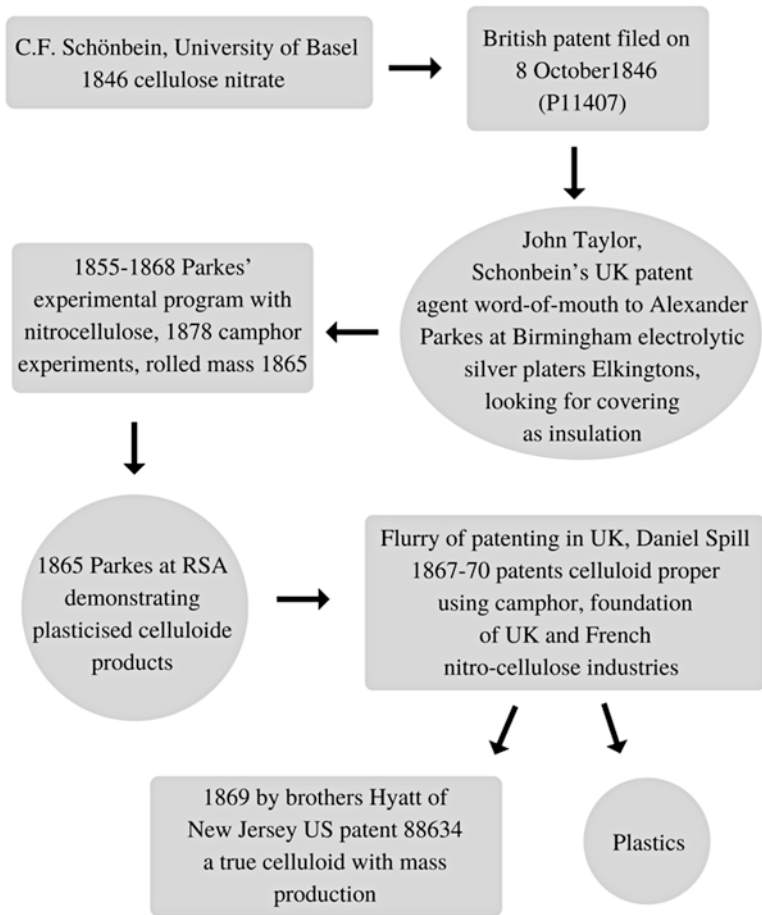 C.F. Schönbein, University of Basel
1846 cellulose nitrate
British patent filed on
8 October1846
(P11407)
John Taylor,
Schonbein's UK patent
agent word-of-mouth to Alexander
Parkes at Birmingham electrolytic
silver platers Elkingtons,
looking for covering
as insulation
1855-1868 Parkes'
experimental program with
nitrocellulose, 1878 camphor
experiments, rolled mass 1865
1865 Parkes at RSA
demonstrating
plasticised celluloide
products
Flurry of patenting in UK, Daniel Spill
1867-70 patents celluloid proper
using camphor, foundation
of UK and French
nitro-cellulose industries
1869 by brothers Hyatt of
New Jersey US patent 88634
a true celluloid with mass
production
Plastics